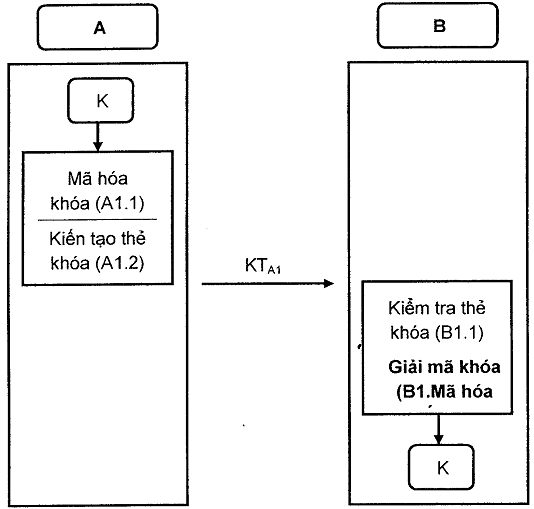 A
B
K
Mã hóa
khóa (A1.1)
Kiến tạo thẻ
khóa (A1.2)
KTA1
Kiểm tra thẻ
khóa (B1.1)
Giải mã khóa
(B1.Mã hóa
K